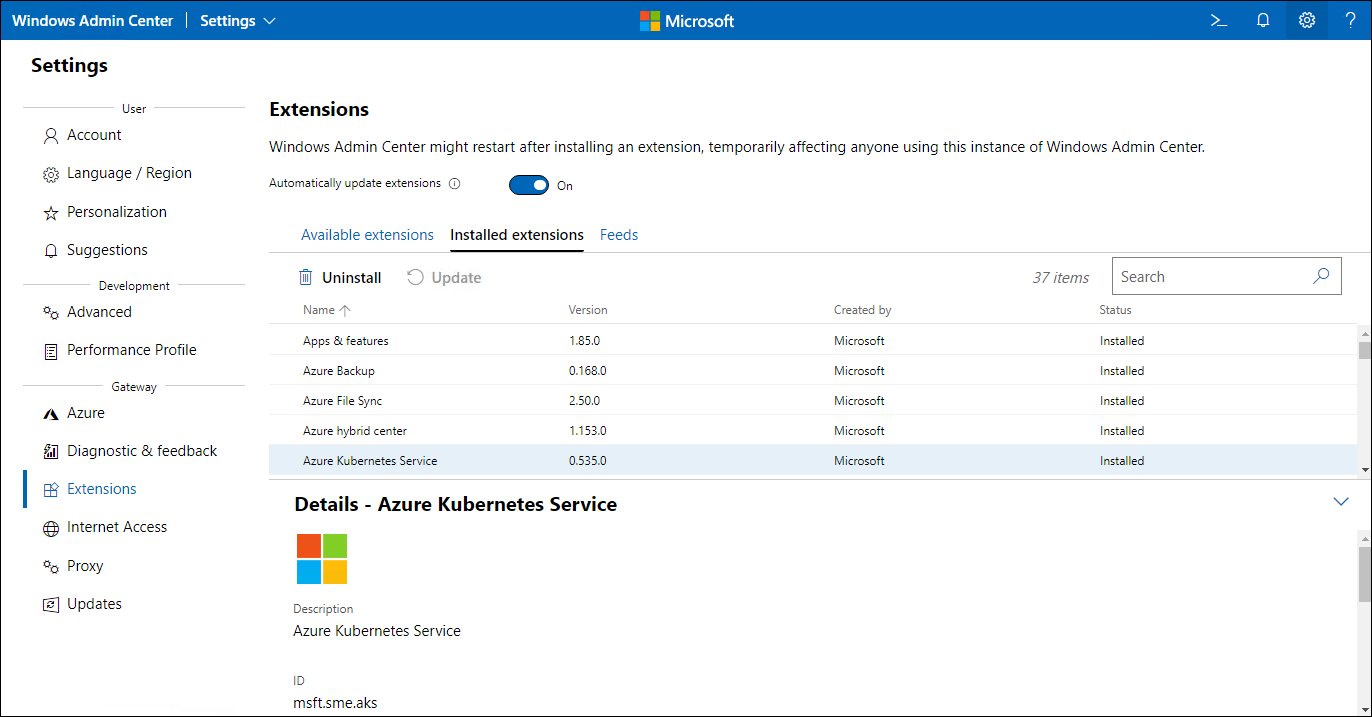 Windows Admin Center | Settings
Microsoft
?
Settings
User
Account
Language / Region
Personalization
Suggestions
Development
Advanced
Performance Profile
Gateway
Azure
Diagnostic & feedback
Extensions
Internet Access
Proxy
Updates
Extensions
Windows Admin Center might restart after installing an extension, temporarily affecting anyone using this instance of Windows Admin Center.
Automatically update extensions On
Available extensions Installed extensions Feeds
Uninstall Update 37 items Search
Name Version Created by Status
Apps & features 1.85.0 Microsoft Installed
Azure Backup 0.168.0 Microsoft Installed
Azure File Sync 2.50.0 Microsoft Installed
Azure hybrid center 1.153.0 Microsoft Installed
Azure Kubernetes Service 0.535.0 Microsoft Installed
Details - Azure Kubernetes Service
Description
Azure Kubernetes Service
ID
msft.sme.aks